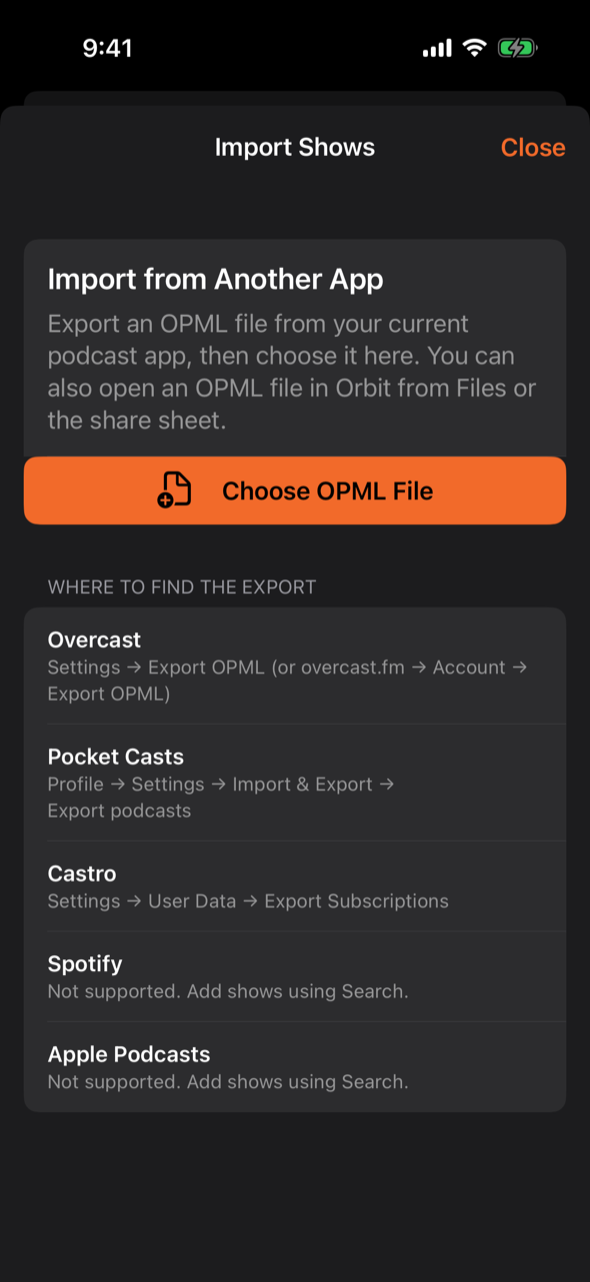 9:41
Import Shows
Close
Import from Another App
Export an OPML file from your current
podcast app, then choose it here. You can
also open an OPML file in Orbit from Files or
the share sheet.
Choose OPML File
WHERE TO FIND THE EXPORT
Overcast
Settings → Export OPML (or overcast.fm → Account →
Export OPML)
Pocket Casts
Profile → Settings → Import & Export →
Export podcasts
Castro
Settings → User Data → Export Subscriptions
Spotify
Not supported. Add shows using Search.
Apple Podcasts
Not supported. Add shows using Search.